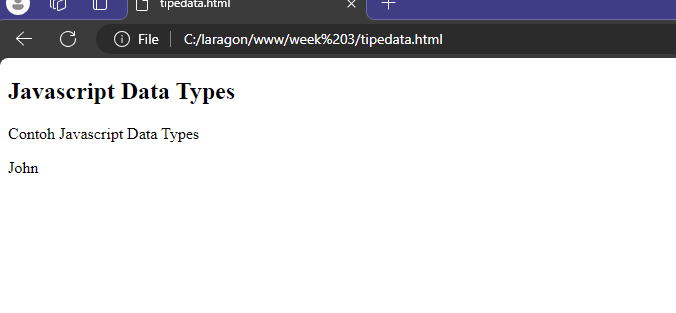 tipedata.html
File
C:/laragon/www/week%203/tipedata.html
Javascript Data Types
Contoh Javascript Data Types
John